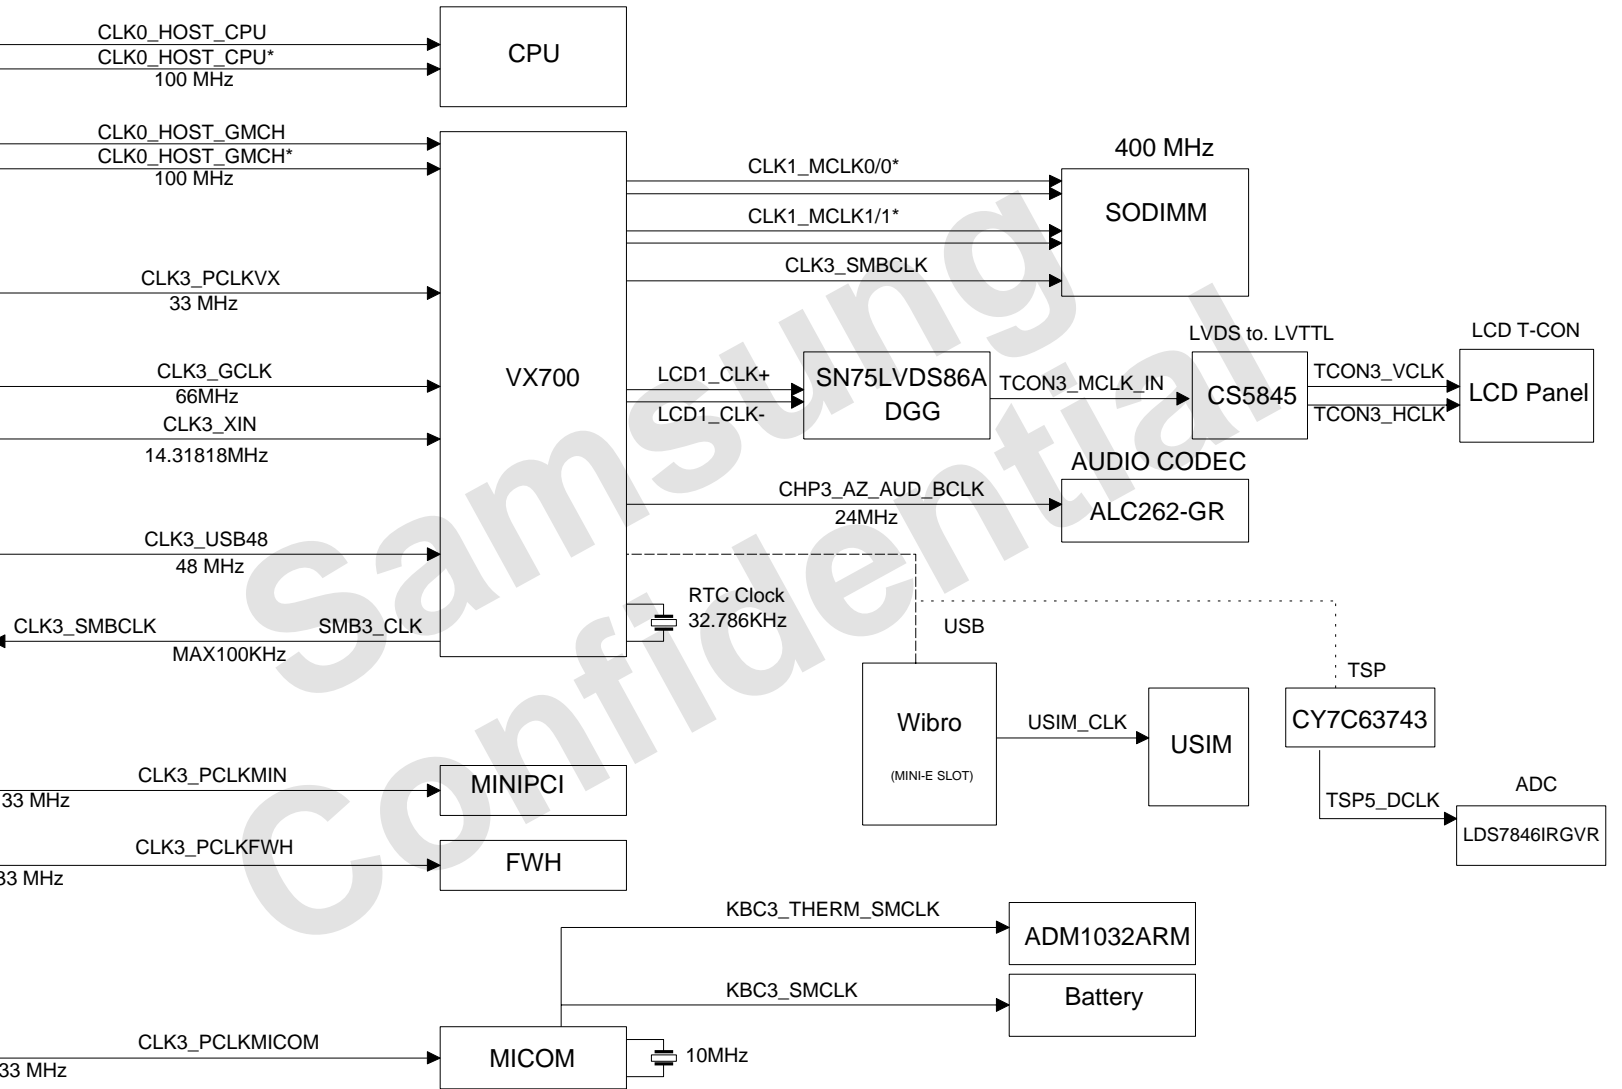 CLK0_HOST_CPU
CLK0_HOST_CPU*
100 MHz
CPU
CLK0_HOST_GMCH
CLK0_HOST_GMCH*
100 MHz
CLK3_PCLKVX
33 MHz
CLK3_GCLK
66MHz
CLK3_XIN
14.31818MHz
CLK3_USB48
48 MHz
CLK3_SMBCLK
SMB3_CLK
MAX100KHz
VX700
CLK1_MCLK0/0*
CLK1_MCLK1/1*
CLK3_SMBCLK
400 MHz
SODIMM
LCD1_CLK+
LCD1_CLK-
SN75LVDS86A
DGG
TCON3_MCLK_IN
LVDS to. LVTTL
CS5845
TCON3_VCLK
TCON3_HCLK
LCD T-CON
LCD Panel
AUDIO CODEC
CHP3_AZ_AUD_BCLK
24MHz
ALC262-GR
RTC Clock
32.786KHz
USB
Wibro
(MINI-E SLOT)
USIM_CLK
USIM
TSP
CY7C63743
TSP5_DCLK
ADC
LDS7846IRGVR
CLK3_PCLKMIN
33 MHz
MINIPCI
CLK3_PCLKFWH
33 MHz
FWH
KBC3_THERM_SMCLK
ADM1032ARM
KBC3_SMCLK
Battery
CLK3_PCLKMICOM
33 MHz
MICOM
10MHz
Samsung
Confidential